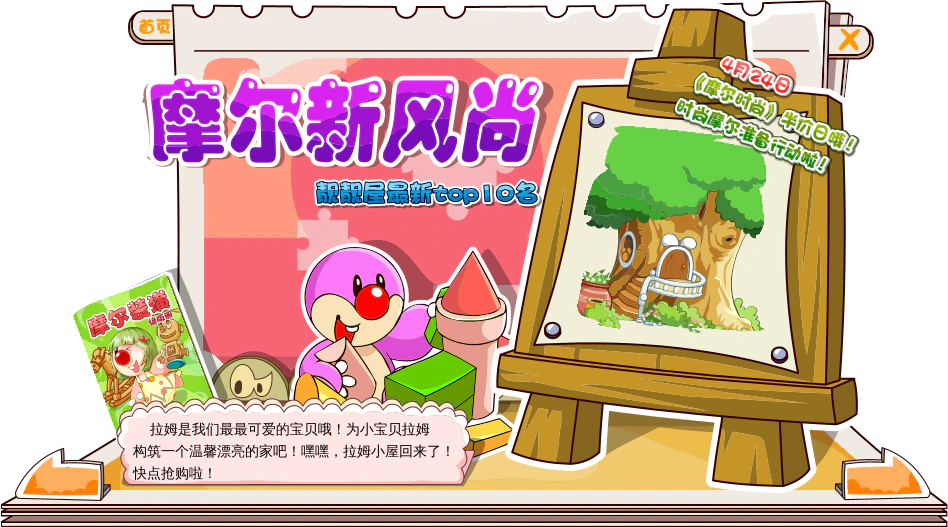 首页
4月24日
《摩尔时尚》半价日哦！
时尚摩尔准备行动啦！
摩尔新风尚
靓靓屋最新top10名
摩尔装潢
拉姆是我们最最可爱的宝贝哦！为小宝贝拉姆
构筑一个温馨漂亮的家吧！嘿嘿，拉姆小屋回来了！
快点抢购啦！